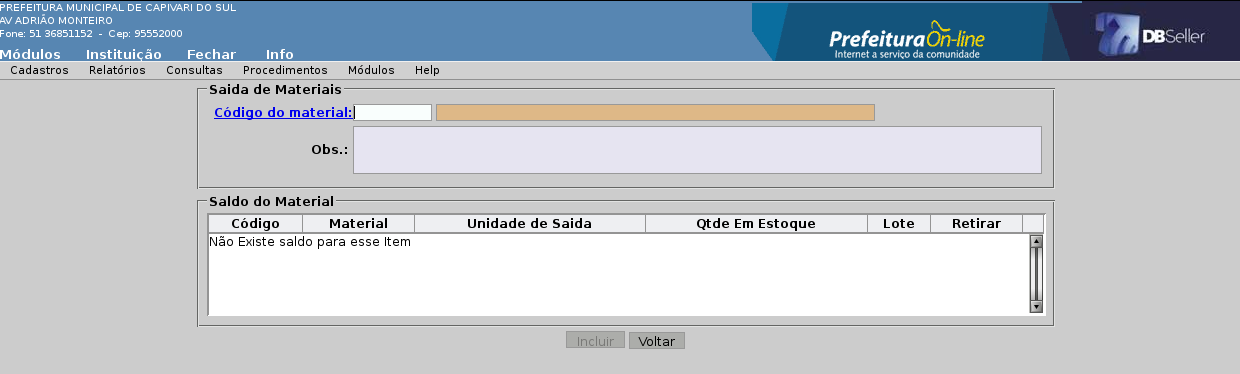 PREFEITURA MUNICIPAL DE CAPIVARI DO SUL
AV ADRIÃO MONTEIRO
Fone: 51 36851152 - Cep: 95552000
Prefeitura On-line
Internet a serviço da comunidade
DBSeller
Módulos Instituição Fechar Info
Cadastros Relatórios Consultas Procedimentos Módulos Help
Saida de Materiais
Código do material:
Obs.:
Saldo do Material
Código Material Unidade de Saida Qtde Em Estoque Lote Retirar
Não Existe saldo para esse Item
Incluir Voltar